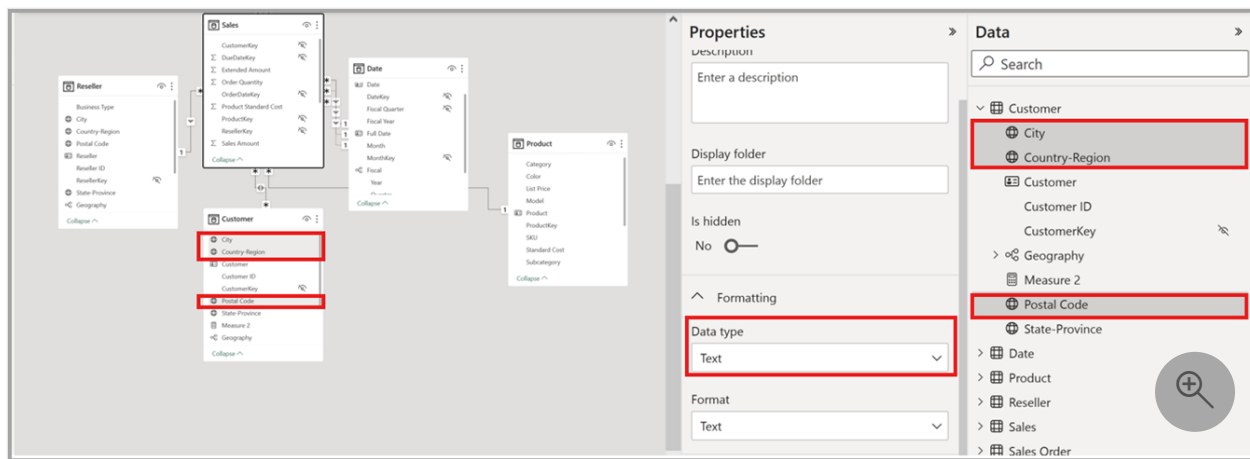 Sales
CustomerKey
DueDateKey
Extended Amount
Order Quantity
OrderDateKey
Product Standard Cost
ProductKey
ResellerKey
Sales Amount
Collapse
Reseller
Business Type
City
Country-Region
Postal Code
Reseller
Reseller ID
ResellerKey
State-Province
Geography
Collapse
Date
Date
DateKey
Fiscal Quarter
Fiscal Year
Full Date
Month
MonthKey
Fiscal
Year
Collapse
Product
Category
Color
List Price
Model
Product
ProductKey
SKU
Standard Cost
Subcategory
Collapse
Customer
City
Country-Region
Customer
Customer ID
CustomerKey
Postal Code
State-Province
Measure 2
Geography
Collapse
1
1
1
1
1
Properties
Description
Enter a description
Display folder
Enter the display folder
Is hidden
No
Formatting
Data type
Text
Format
Text
Data
Search
Customer
City
Country-Region
Customer
Customer ID
CustomerKey
Geography
Measure 2
Postal Code
State-Province
Date
Product
Reseller
Sales
Sales Order